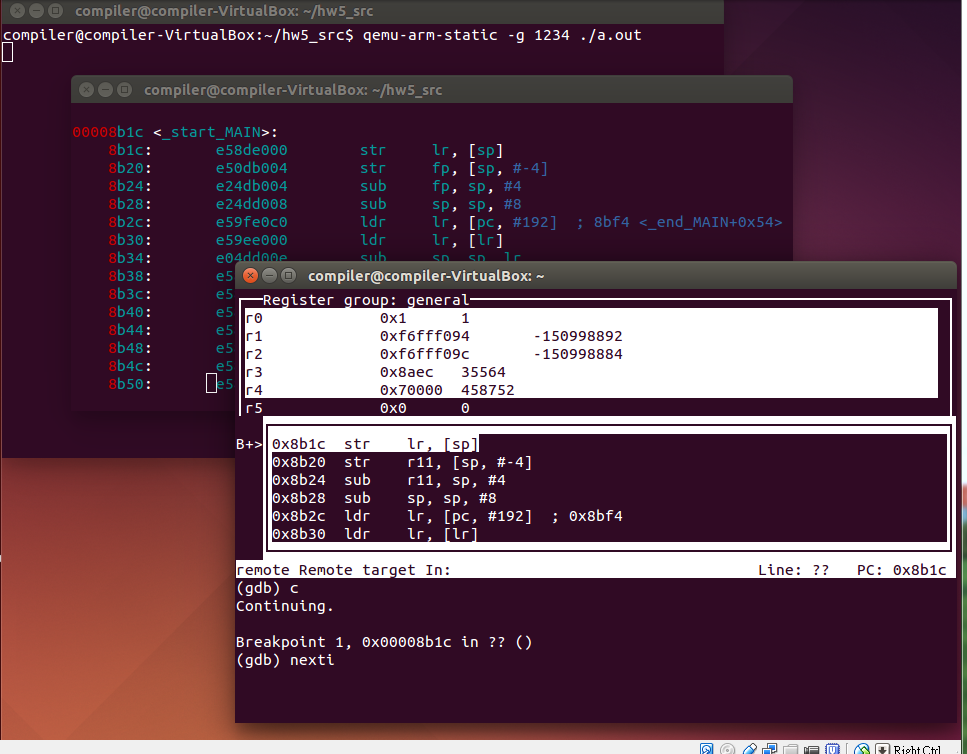 compiler@compiler-VirtualBox: ~/hw5_src
compiler@compiler-VirtualBox:~/hw5_src$ qemu-arm-static -g 1234 ./a.out
compiler@compiler-VirtualBox: ~/hw5_src
00008b1c <_start_MAIN>:
8b1c: e58de000 str lr, [sp]
8b20: e50db004 str fp, [sp, #-4]
8b24: e24db004 sub fp, sp, #4
8b28: e24dd008 sub sp, sp, #8
8b2c: e59fe0c0 ldr lr, [pc, #192] ; 8bf4 <_end_MAIN+0x54>
8b30: e59ee000 ldr lr, [lr]
8b34: e04dd00e sub sp, sp, lr
8b38: e5
8b3c: e5
8b40: e5
8b44: e5
8b48: e5
8b4c: e5
8b50: e5
compiler@compiler-VirtualBox: ~
Register group: general
r0 0x1 1
r1 0xf6fff094 -150998892
r2 0xf6fff09c -150998884
r3 0x8aec 35564
r4 0x70000 458752
r5 0x0 0
B+> 0x8b1c str lr, [sp]
0x8b20 str r11, [sp, #-4]
0x8b24 sub r11, sp, #4
0x8b28 sub sp, sp, #8
0x8b2c ldr lr, [pc, #192] ; 0x8bf4
0x8b30 ldr lr, [lr]
remote Remote target In: Line: ?? PC: 0x8b1c
(gdb) c
Continuing.
Breakpoint 1, 0x00008b1c in ?? ()
(gdb) nexti
Right Ctrl